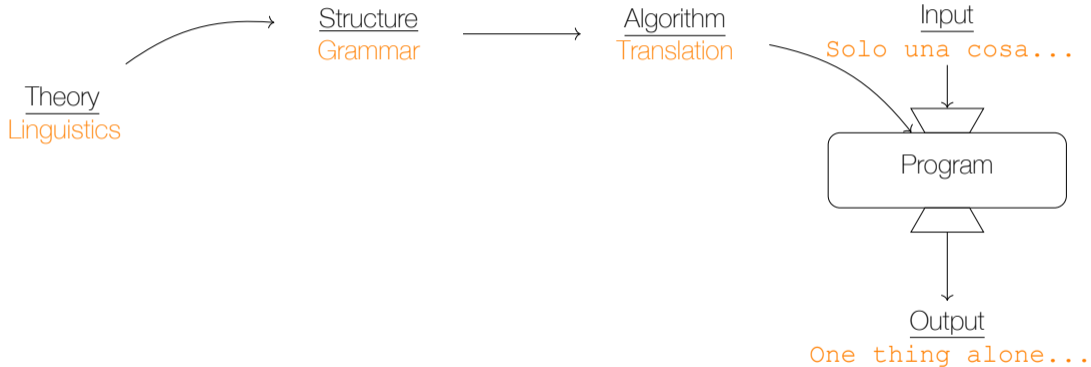 Theory
Linguistics
Structure
Grammar
Algorithm
Translation
Input
Solo una cosa...
Program
Output
One thing alone...